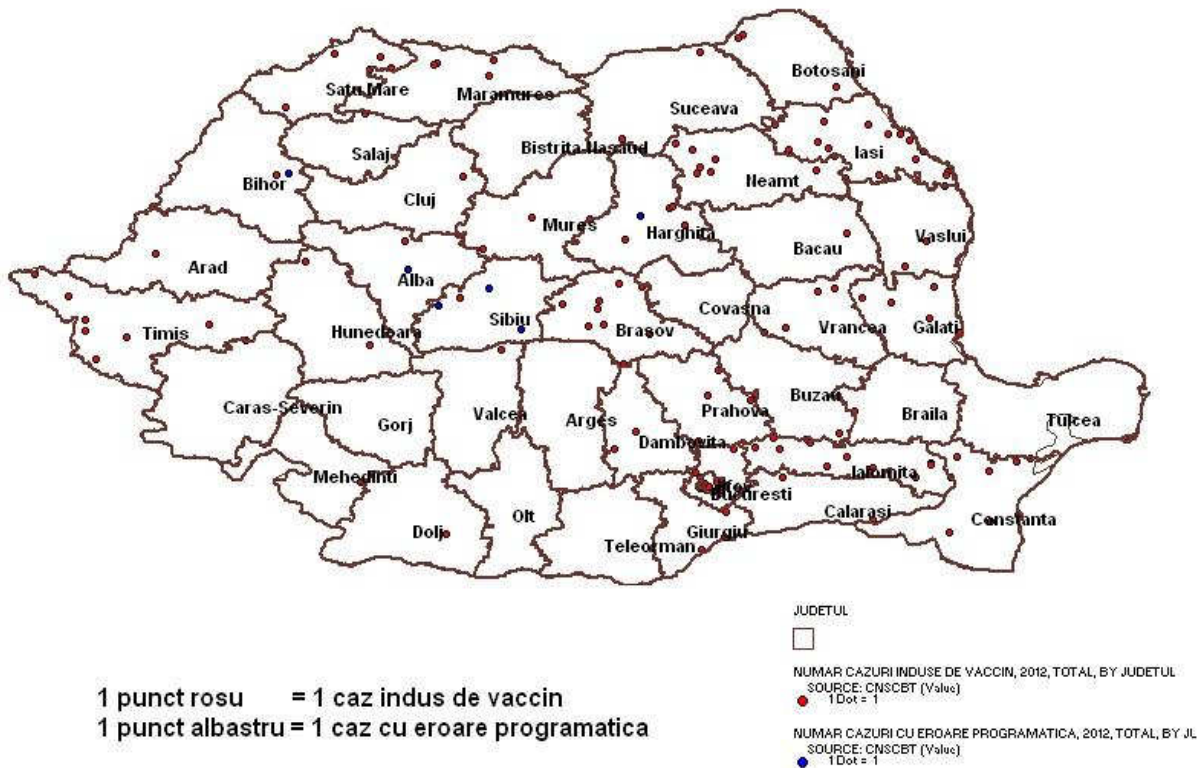 Botosani
Satu Mare
Maramures
Suceava
Salaj
Bistrita-Nasaud
Iasi
Bihor
Cluj
Neamt
Mures
Harghita
Bacau
Vaslui
Arad
Alba
Sibiu
Covasna
Timis
Hunedoara
Brasov
Vrancea
Galati
Caras-Severin
Gorj
Valcea
Arges
Prahova
Buzau
Braila
Tulcea
Dambovita
Mehedinti
Ialomita
Ilfov
Bucuresti
Dolj
Olt
Teleorman
Giurgiu
Calarasi
Constanta
JUDETUL
NUMAR CAZURI INDUSE DE VACCIN, 2012, TOTAL, BY JUDETUL
SOURCE: CNSCBT (Value)
1 Dot = 1
NUMAR CAZURI CU EROARE PROGRAMATICA, 2012, TOTAL, BY JU
SOURCE: CNSCBT (Value)
1 Dot = 1
1 punct rosu = 1 caz indus de vaccin
1 punct albastru = 1 caz cu eroare programatica